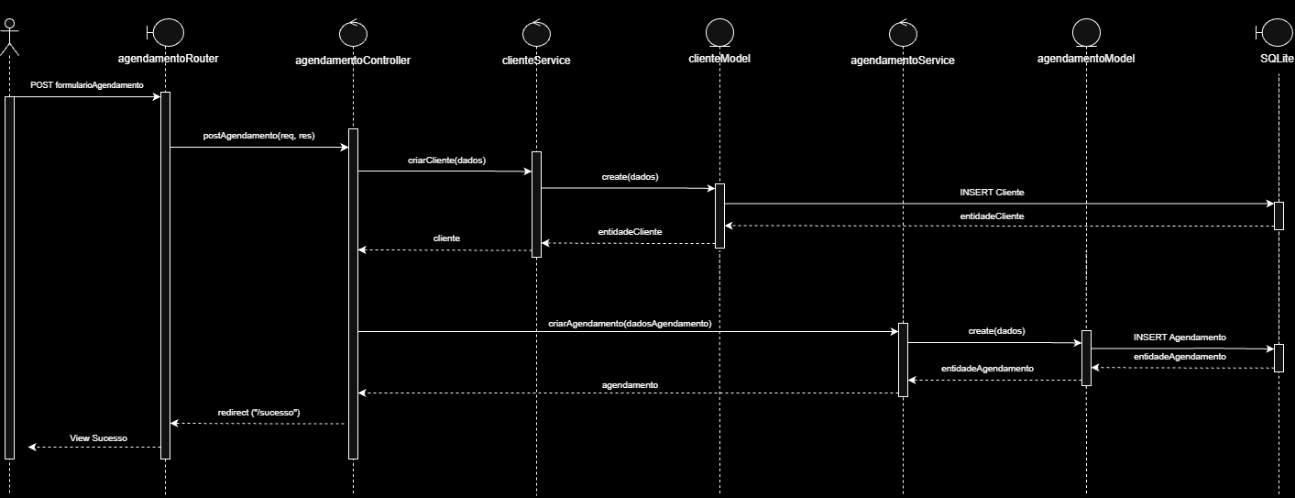 agendamentoRouter
agendamentoController
clienteService
clienteModel
agendamentoService
agendamentoModel
SQLite
POST formularioAgendamento
postAgendamento(req, res)
criarCliente(dados)
create(dados)
INSERT Cliente
entidadeCliente
entidadeCliente
cliente
criarAgendamento(dadosAgendamento)
create(dados)
INSERT Agendamento
entidadeAgendamento
entidadeAgendamento
agendamento
redirect ("/sucesso")
View Sucesso